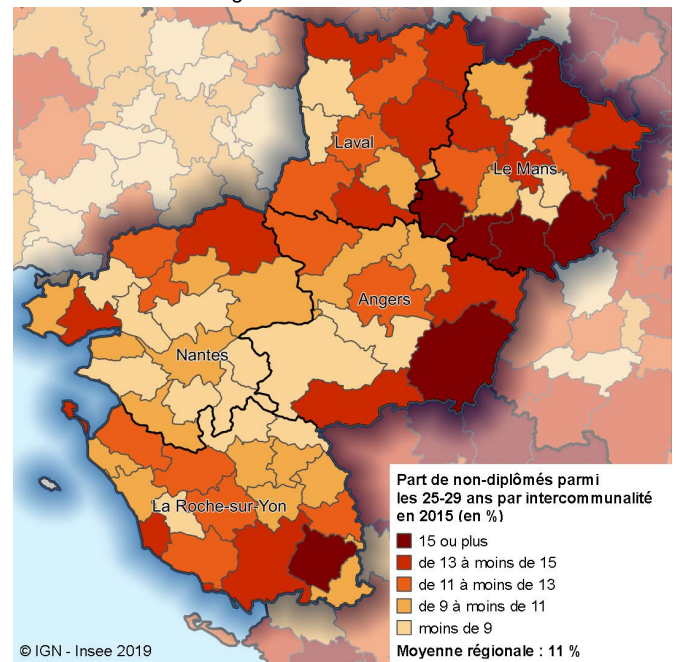 Laval
Le Mans
Angers
Nantes
La Roche-sur-Yon
Part de non-diplômés parmi
les 25-29 ans par intercommunalité
en 2015 (en %)
15 ou plus
de 13 à moins de 15
de 11 à moins de 13
de 9 à moins de 11
moins de 9
Moyenne régionale : 11 %
© IGN - Insee 2019